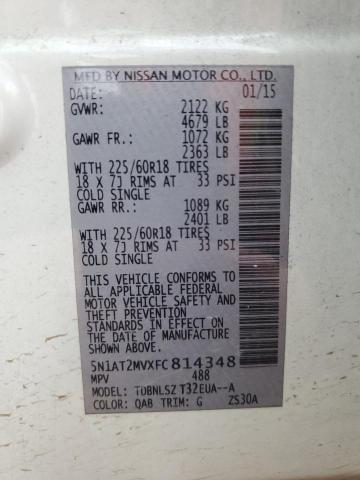 MFD BY NISSAN MOTOR CO., LTD.
DATE: 01/15
GVWR: 2122 KG
4679 LB
GAWR FR.: 1072 KG
2363 LB
WITH 225/60R18 TIRES
18 X 7J RIMS AT 33 PSI
COLD SINGLE
GAWR RR.: 1089 KG
2401 LB
WITH 225/60R18 TIRES
18 X 7J RIMS AT 33 PSI
COLD SINGLE
THIS VEHICLE CONFORMS TO
ALL APPLICABLE FEDERAL
MOTOR VEHICLE SAFETY AND
THEFT PREVENTION
STANDARDS IN EFFECT ON
THE DATE OF MANUFACTURE
SHOWN ABOVE.
5N1AT2MVXFC814348
MPV 488
MODEL: TDBNLSZ T32EUA--A
COLOR: QAB TRIM: G ZS30A